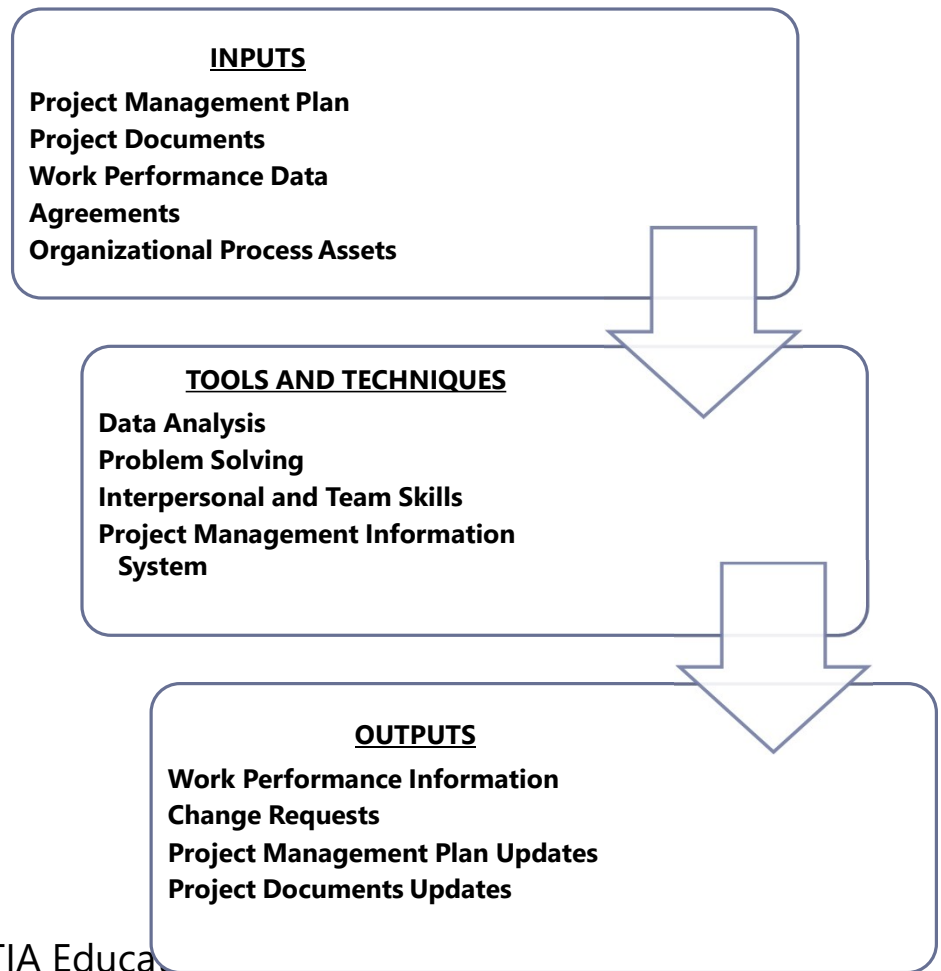 INPUTS
Project Management Plan
Project Documents
Work Performance Data
Agreements
Organizational Process Assets
TOOLS AND TECHNIQUES
Data Analysis
Problem Solving
Interpersonal and Team Skills
Project Management Information
System
OUTPUTS
Work Performance Information
Change Requests
Project Management Plan Updates
Project Documents Updates